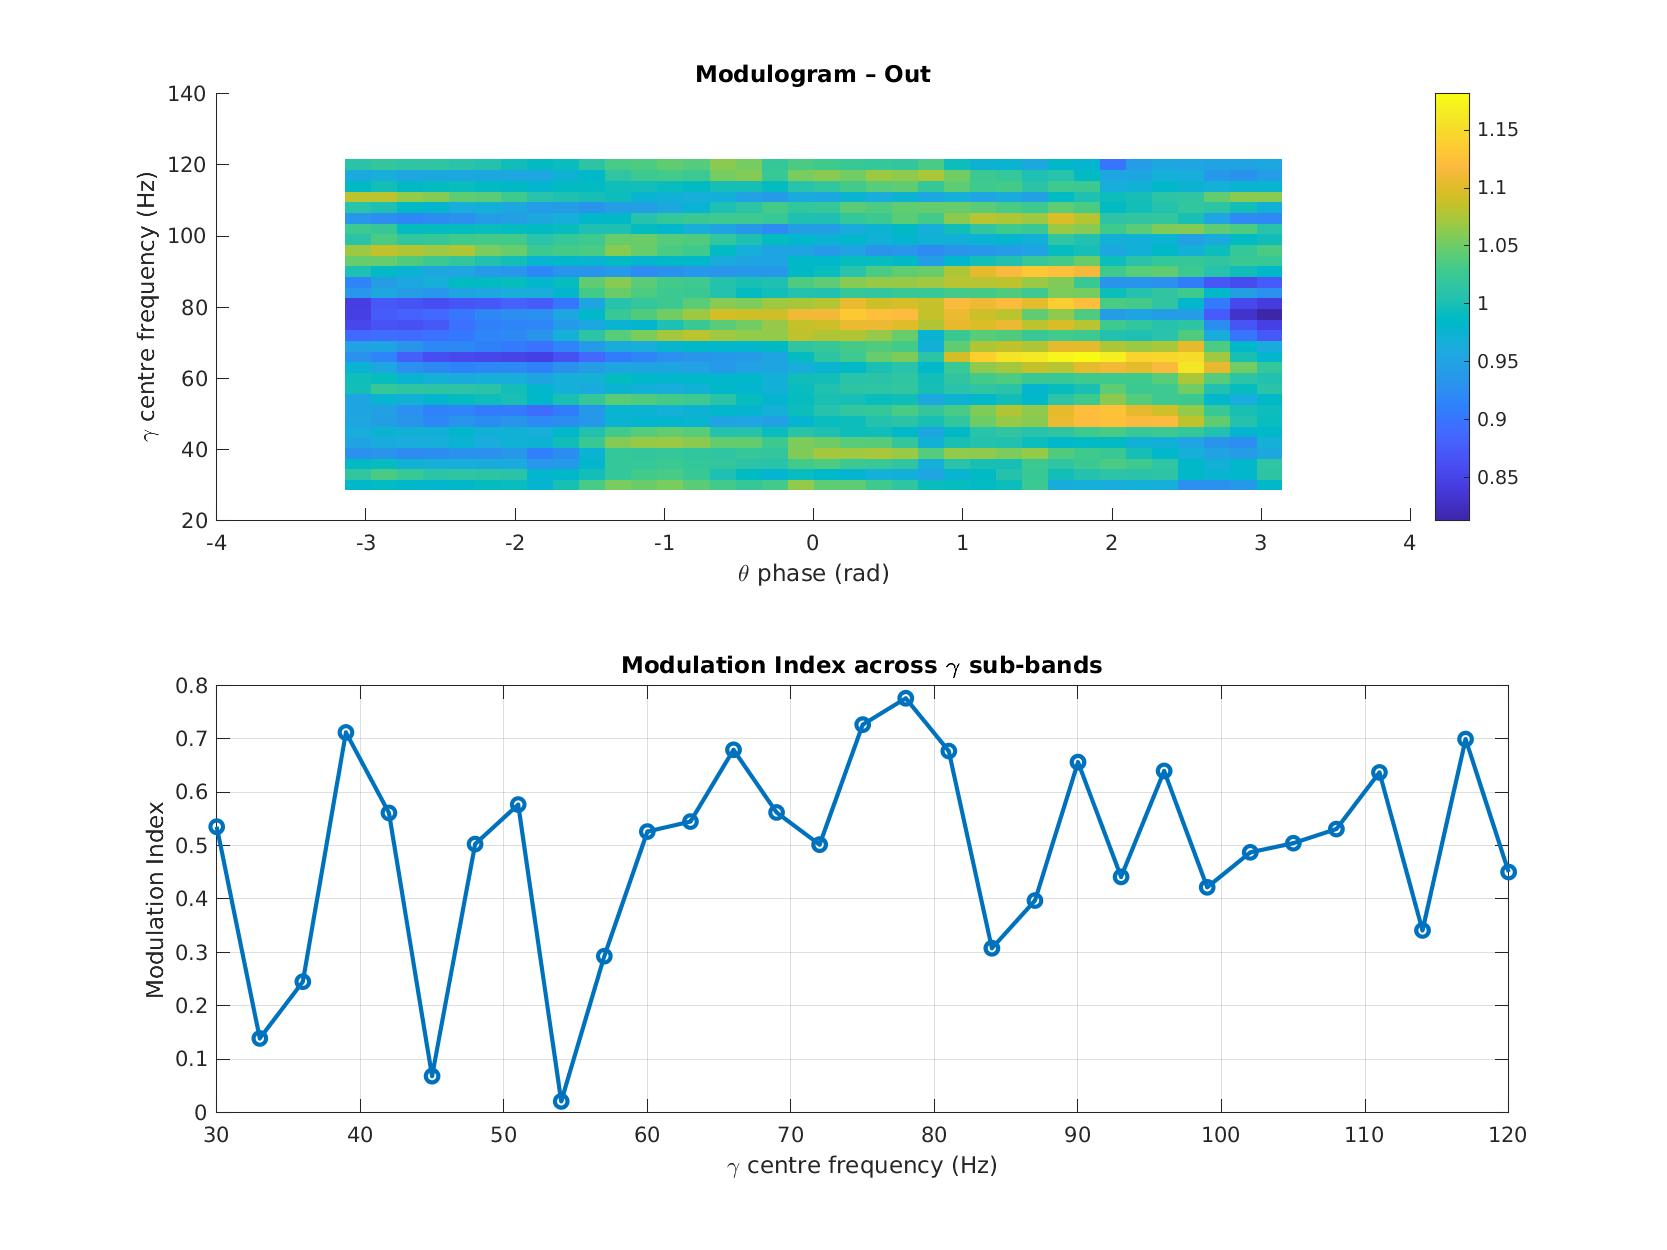 Modulogram – Out
140
120
100
80
60
40
20
γ centre frequency (Hz)
-4 -3 -2 -1 0 1 2 3 4
θ phase (rad)
1.15
1.1
1.05
1
0.95
0.9
0.85
Modulation Index across γ sub-bands
0.8
0.7
0.6
0.5
0.4
0.3
0.2
0.1
0
Modulation Index
30 40 50 60 70 80 90 100 110 120
γ centre frequency (Hz)